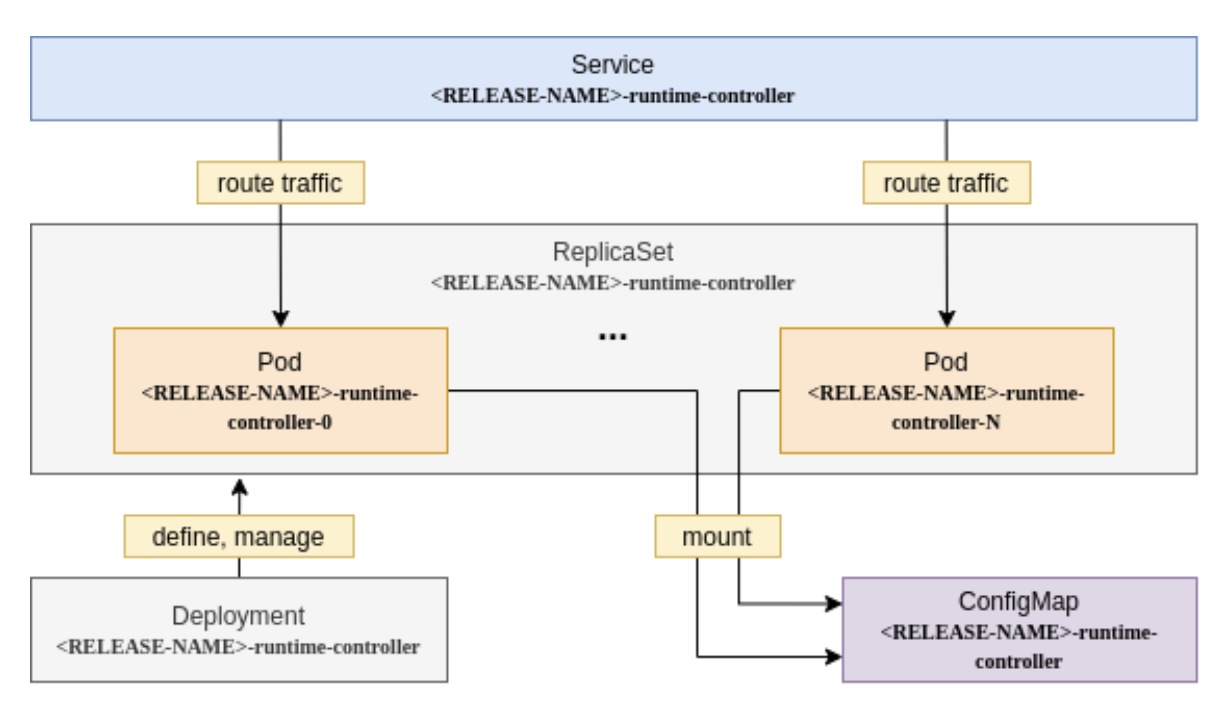 Service
<RELEASE-NAME>-runtime-controller
route traffic
route traffic
ReplicaSet
<RELEASE-NAME>-runtime-controller
...
Pod
<RELEASE-NAME>-runtime-
controller-0
Pod
<RELEASE-NAME>-runtime-
controller-N
define, manage
mount
Deployment
<RELEASE-NAME>-runtime-controller
ConfigMap
<RELEASE-NAME>-runtime-
controller